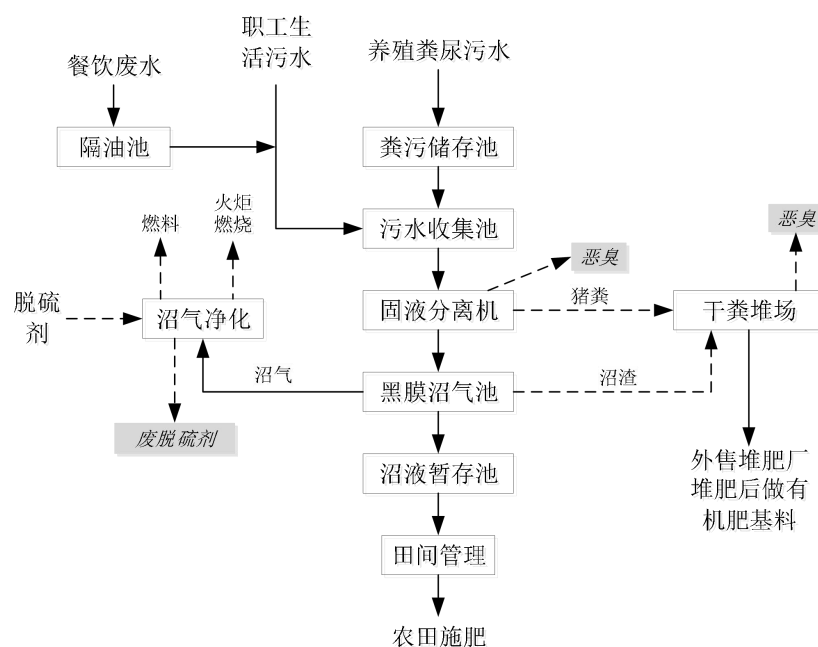 职工生
活污水
养殖粪尿污水
餐饮废水
隔油池
粪污储存池
火炬
燃烧
燃料
污水收集池
恶臭
恶臭
脱硫
剂
沼气净化
固液分离机
猪粪
干粪堆场
沼气
黑膜沼气池
沼渣
废脱硫剂
沼液暂存池
外售堆肥厂
堆肥后做有
机肥基料
田间管理
农田施肥